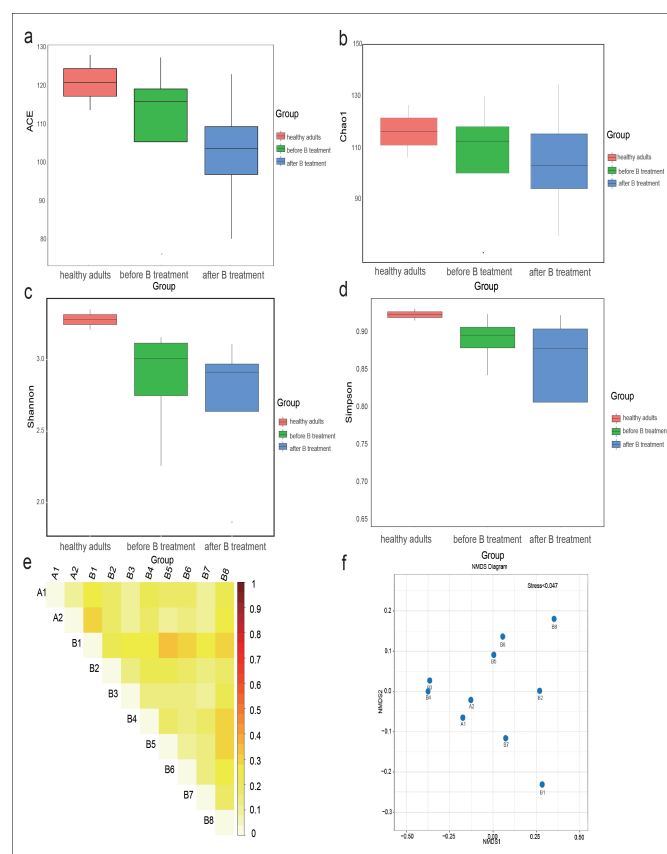 a
130
120
110
100
90
80
ACE
healthy adults
before B treatment
after B treatment
Group
Group
healthy adults
before B treatment
after B treatment
b
150
130
110
90
Chao1
healthy adults
before B treatment
after B treatment
Group
Group
healthy adults
before B treatment
after B treatment
c
3.0
2.5
2.0
Shannon
healthy adults
before B treatment
after B treatment
Group
Group
healthy adults
before B treatment
after B treatment
d
0.90
0.85
0.80
0.75
0.70
0.65
Simpson
healthy adults
before B treatment
after B treatment
Group
Group
healthy adults
before B treatment
after B treatment
e
A1 A2 B1 B2 B3 B4 B5 B6 B7 B8
A1
A2
B1
B2
B3
B4
B5
B6
B7
B8
1
0.9
0.8
0.7
0.6
0.5
0.4
0.3
0.2
0.1
0
f
NMDS Diagram
Stress<0.047
0.2
0.1
0.0
−0.1
−0.2
−0.3
NMDS2
B8
B6
B5
B4
B2
A2
A1
B7
B1
−0.50 −0.25 0.00 0.25 0.50
NMDS1